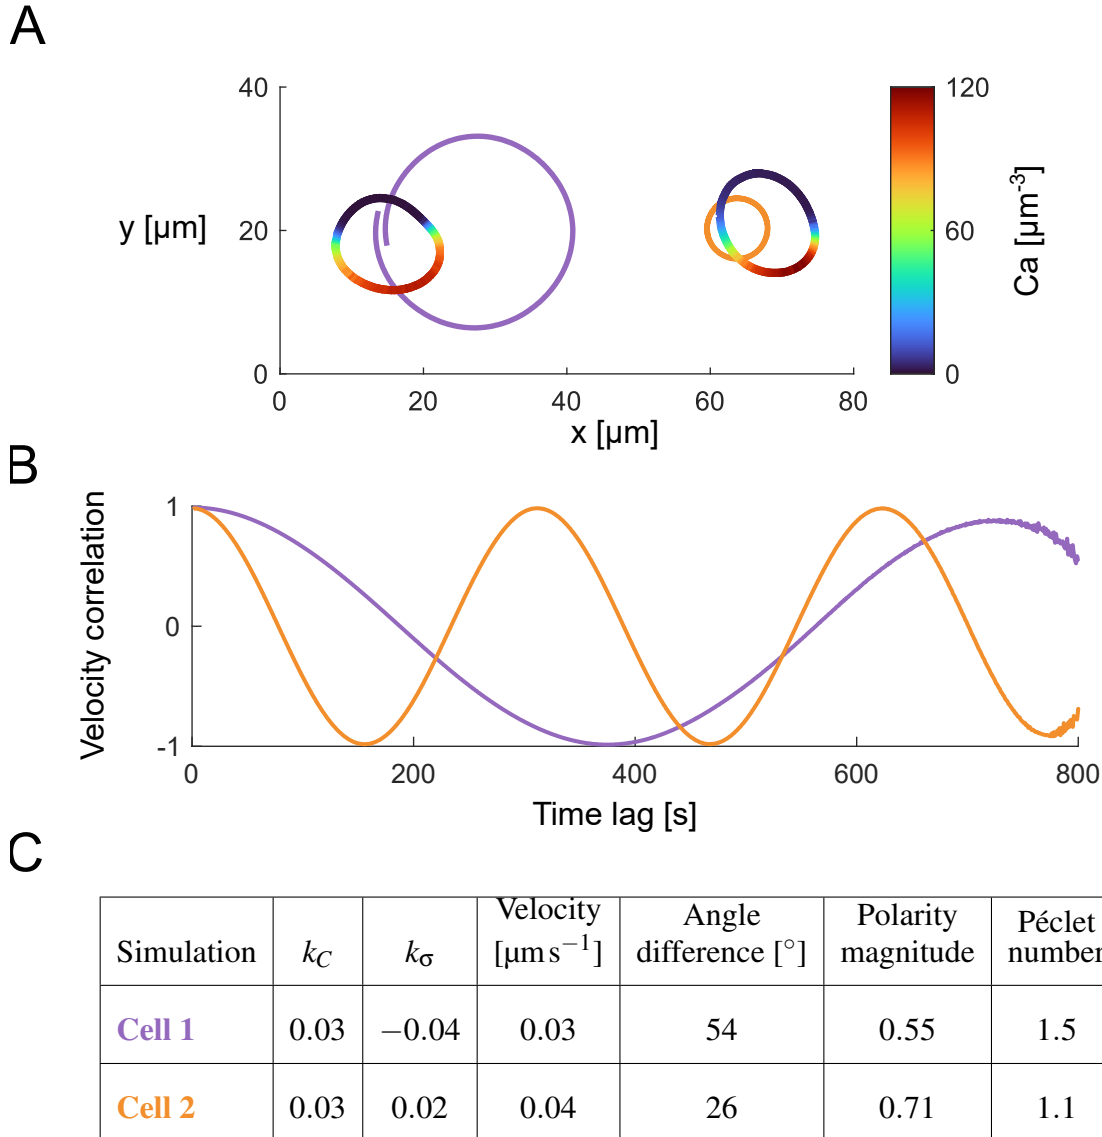 A
40
20
0
y [µm]
0
20
40
60
80
x [µm]
120
60
0
Ca [µm-3]
B
Velocity correlation
1
0
-1
0
200
400
600
800
Time lag [s]
C
Simulation
kC
kσ
Velocity
[µm s−1]
Angle
difference [°]
Polarity
magnitude
Péclet
number
Cell 1 0.03 −0.04 0.03 54 0.55 1.5
Cell 2 0.03 0.02 0.04 26 0.71 1.1